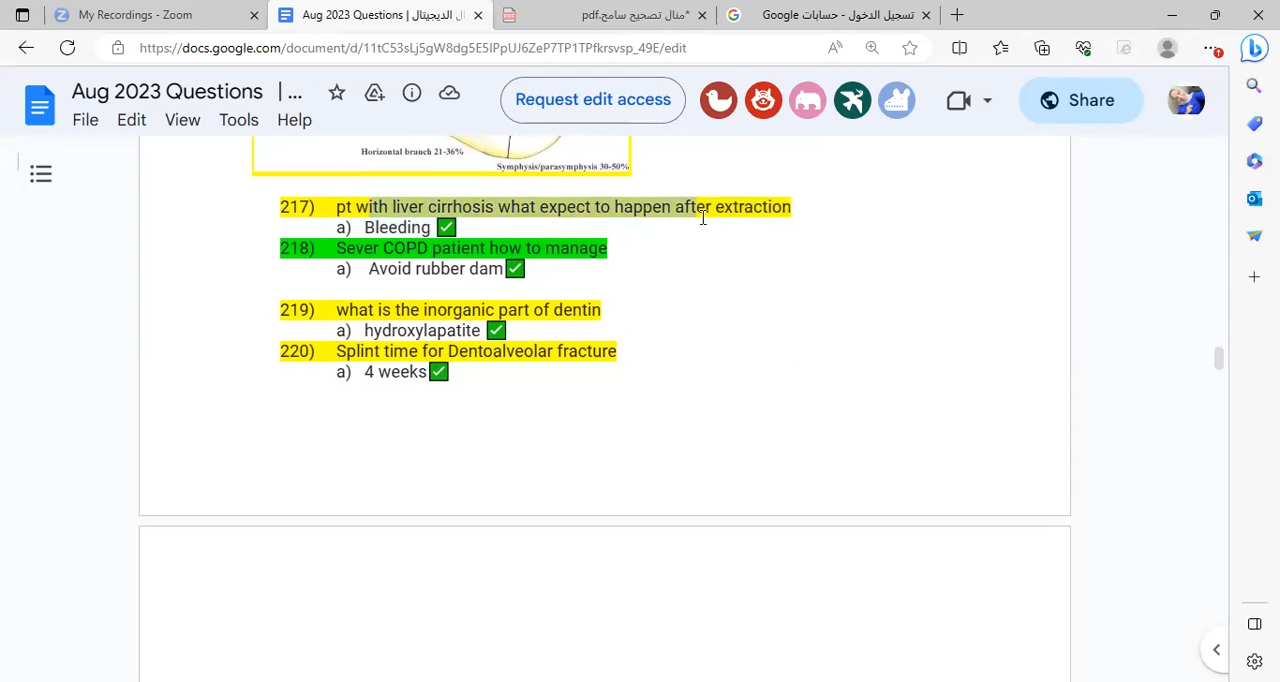 My Recordings - Zoom
Aug 2023 Questions | ال الديجيتال
*منال تصحيح سامح.pdf
تسجيل الدخول - حسابات Google
https://docs.google.com/document/d/11tC53sLj5gW8dg5E5IPpUJ6ZeP7TP1TPfkrsvsp_49E/edit
Aug 2023 Questions | ...
File Edit View Tools Help
Request edit access
Share
Horizontal branch 21-36%
Symphysis/parasymphysis 30-50%
217) pt with liver cirrhosis what expect to happen after extraction
a) Bleeding ✅
218) Sever COPD patient how to manage
a) Avoid rubber dam✅
219) what is the inorganic part of dentin
a) hydroxylapatite ✅
220) Splint time for Dentoalveolar fracture
a) 4 weeks✅